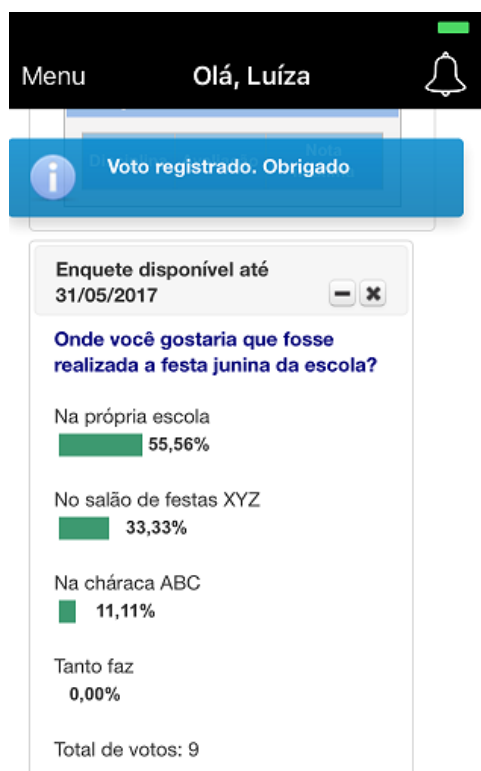 Menu
Olá, Luíza
Nota
Voto registrado. Obrigado
Enquete disponível até
31/05/2017
Onde você gostaria que fosse
realizada a festa junina da escola?
Na própria escola
55,56%
No salão de festas XYZ
33,33%
Na cháraca ABC
11,11%
Tanto faz
0,00%
Total de votos: 9